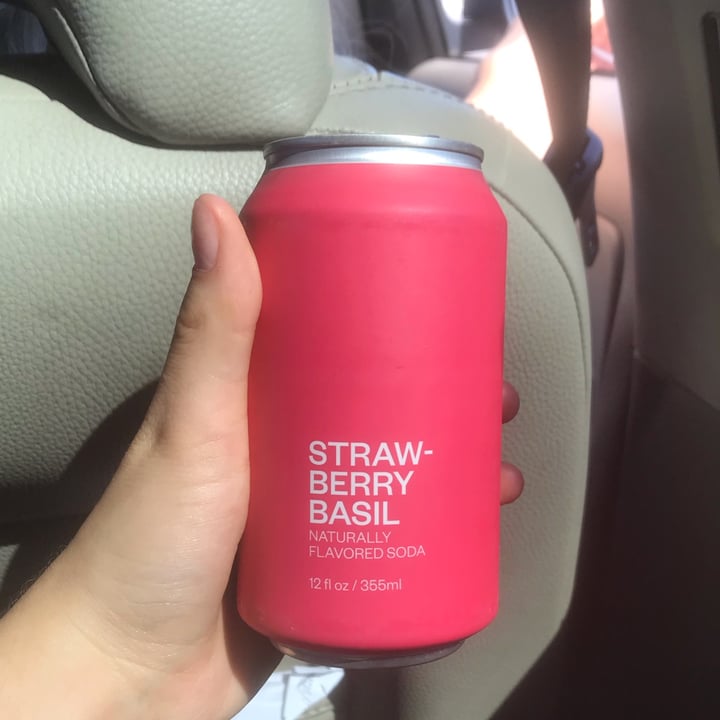 STRAW-
BERRY
BASIL
NATURALLY
FLAVORED SODA
12 fl oz / 355ml